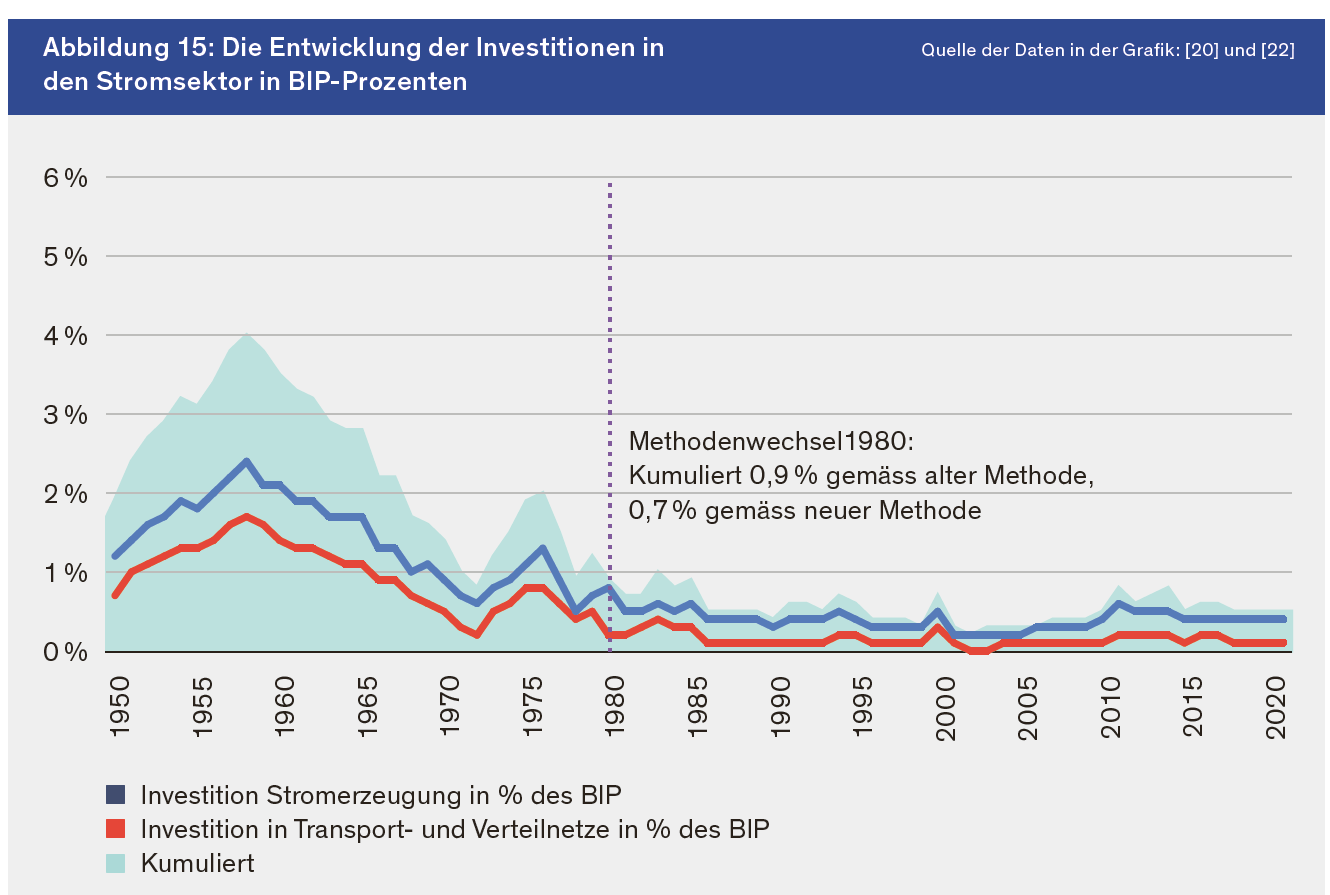 Abbildung 15: Die Entwicklung der Investitionen in
den Stromsektor in BIP-Prozenten
Quelle der Daten in der Grafik: [20] und [22]
6 %
5 %
4 %
3 %
2 %
1 %
0 %
Methodenwechsel1980:
Kumuliert 0,9 % gemäss alter Methode,
0,7 % gemäss neuer Methode
1950
1955
1960
1965
1970
1975
1980
1985
1990
1995
2000
2005
2010
2015
2020
Investition Stromerzeugung in % des BIP
Investition in Transport- und Verteilnetze in % des BIP
Kumuliert